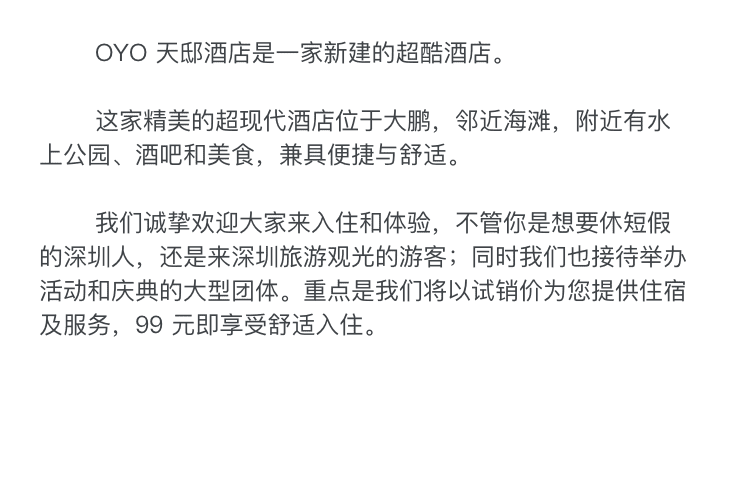 OYO 天邸酒店是一家新建的超酷酒店。
这家精美的超现代酒店位于大鹏，邻近海滩，附近有水
上公园、酒吧和美食，兼具便捷与舒适。
我们诚挚欢迎大家来入住和体验，不管你是想要休短假
的深圳人，还是来深圳旅游观光的游客；同时我们也接待举办
活动和庆典的大型团体。重点是我们将以试销价为您提供住宿
及服务，99 元即享受舒适入住。